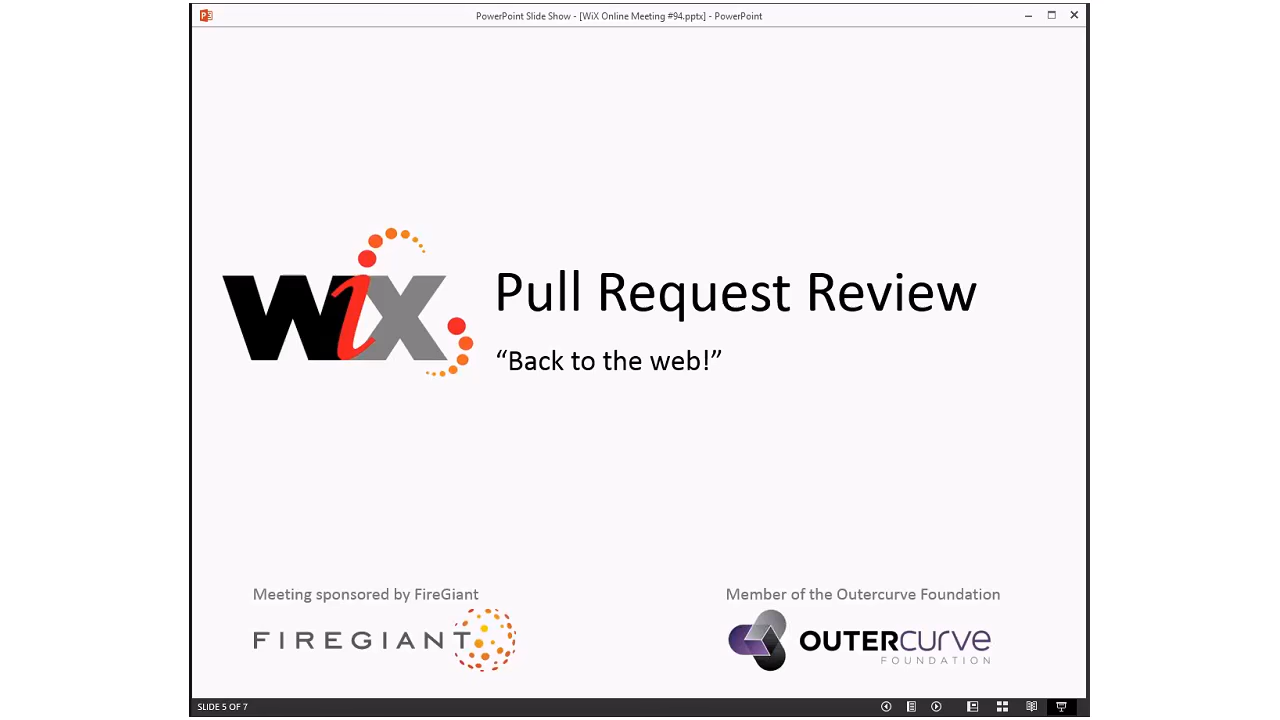 PowerPoint Slide Show - [WiX Online Meeting #94.pptx] - PowerPoint
WiX
Pull Request Review
“Back to the web!”
Meeting sponsored by FireGiant
FIREGIANT
Member of the Outercurve Foundation
OUTERCURVE
FOUNDATION
SLIDE 5 OF 7